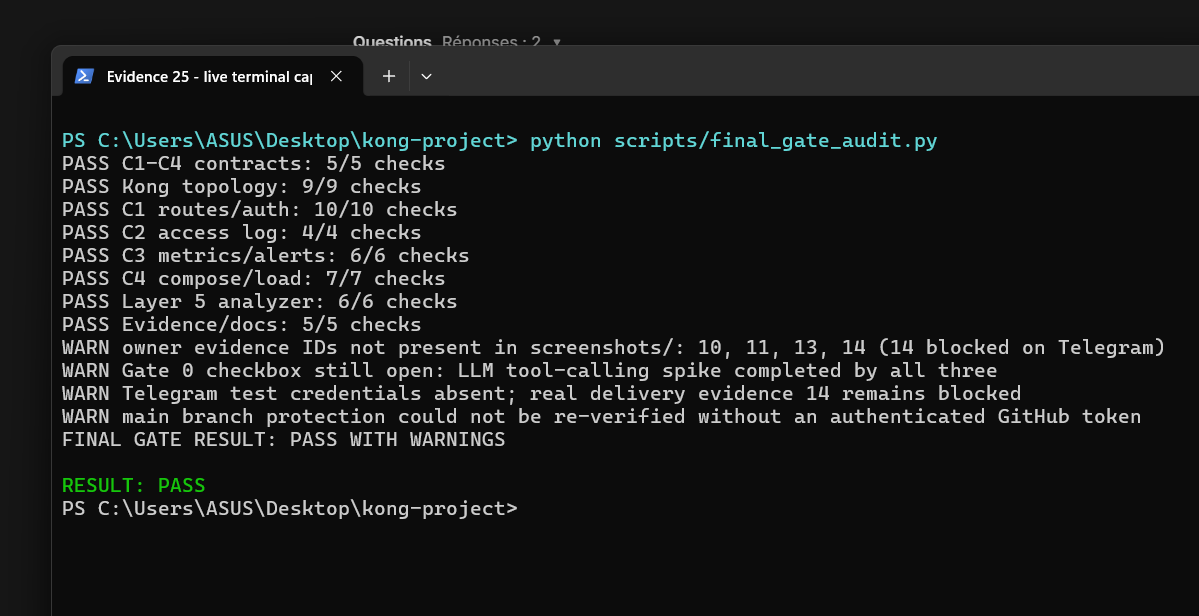 Questions Réponses : 2
Evidence 25 - live terminal cap
PS C:\Users\ASUS\Desktop\kong-project> python scripts/final_gate_audit.py
PASS C1-C4 contracts: 5/5 checks
PASS Kong topology: 9/9 checks
PASS C1 routes/auth: 10/10 checks
PASS C2 access log: 4/4 checks
PASS C3 metrics/alerts: 6/6 checks
PASS C4 compose/load: 7/7 checks
PASS Layer 5 analyzer: 6/6 checks
PASS Evidence/docs: 5/5 checks
WARN owner evidence IDs not present in screenshots/: 10, 11, 13, 14 (14 blocked on Telegram)
WARN Gate 0 checkbox still open: LLM tool-calling spike completed by all three
WARN Telegram test credentials absent; real delivery evidence 14 remains blocked
WARN main branch protection could not be re-verified without an authenticated GitHub token
FINAL GATE RESULT: PASS WITH WARNINGS
RESULT: PASS
PS C:\Users\ASUS\Desktop\kong-project>